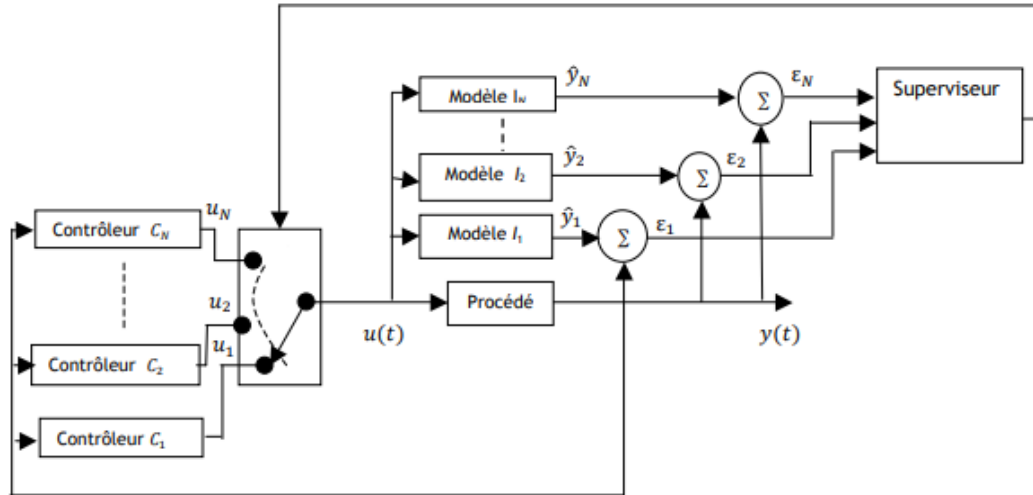 Modèle I_N
ŷ_N
Σ
ε_N
Superviseur
Modèle I_2
ŷ_2
Σ
ε_2
Modèle I_1
ŷ_1
Σ
ε_1
Contrôleur C_N
u_N
u_2
u_1
Procédé
u(t)
y(t)
Contrôleur C_2
Contrôleur C_1